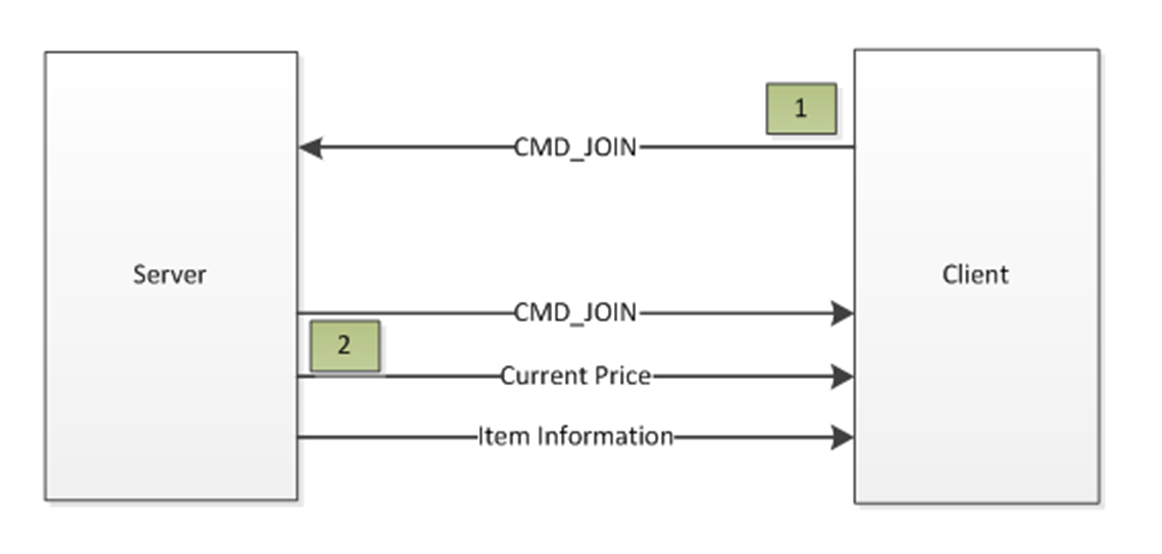 1
CMD_JOIN
Server
Client
CMD_JOIN
2
Current Price
Item Information